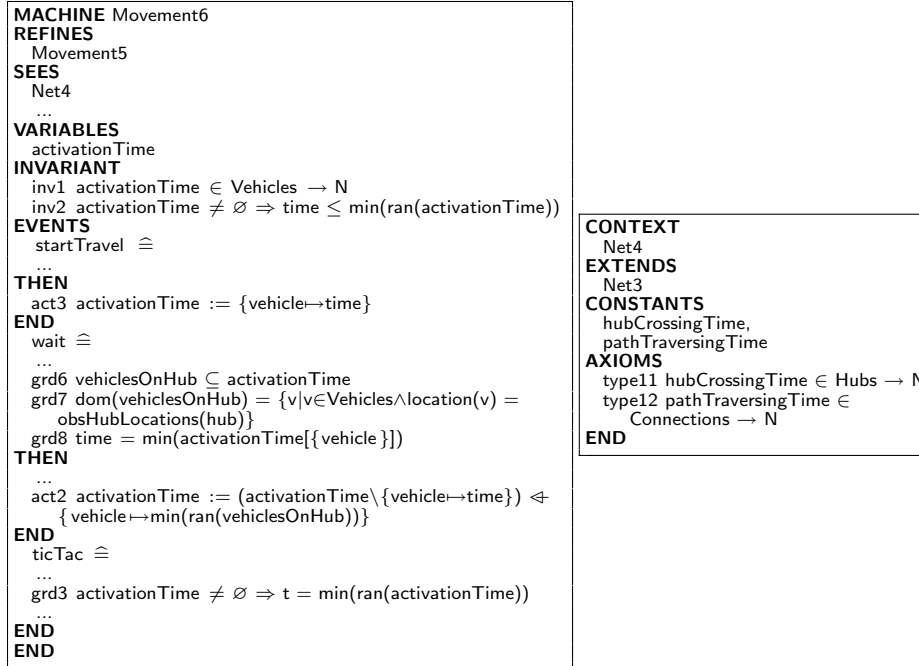 MACHINE Movement6
REFINES
Movement5
SEES
Net4
...
VARIABLES
activationTime
INVARIANT
inv1 activationTime ∈ Vehicles → N
inv2 activationTime ≠ ∅ ⇒ time ≤ min(ran(activationTime))
EVENTS
startTravel ≙
...
THEN
act3 activationTime := {vehicle↦time}
END
wait ≙
...
grd6 vehiclesOnHub ⊆ activationTime
grd7 dom(vehiclesOnHub) = {v|v∈Vehicles∧location(v) =
obsHubLocations(hub)}
grd8 time = min(activationTime[{vehicle}])
THEN
...
act2 activationTime := (activationTime\{vehicle↦time}) ⩤
{vehicle↦min(ran(vehiclesOnHub))}
END
ticTac ≙
...
grd3 activationTime ≠ ∅ ⇒ t = min(ran(activationTime))
...
END
END
CONTEXT
Net4
EXTENDS
Net3
CONSTANTS
hubCrossingTime,
pathTraversingTime
AXIOMS
type11 hubCrossingTime ∈ Hubs → N
type12 pathTraversingTime ∈
Connections → N
END